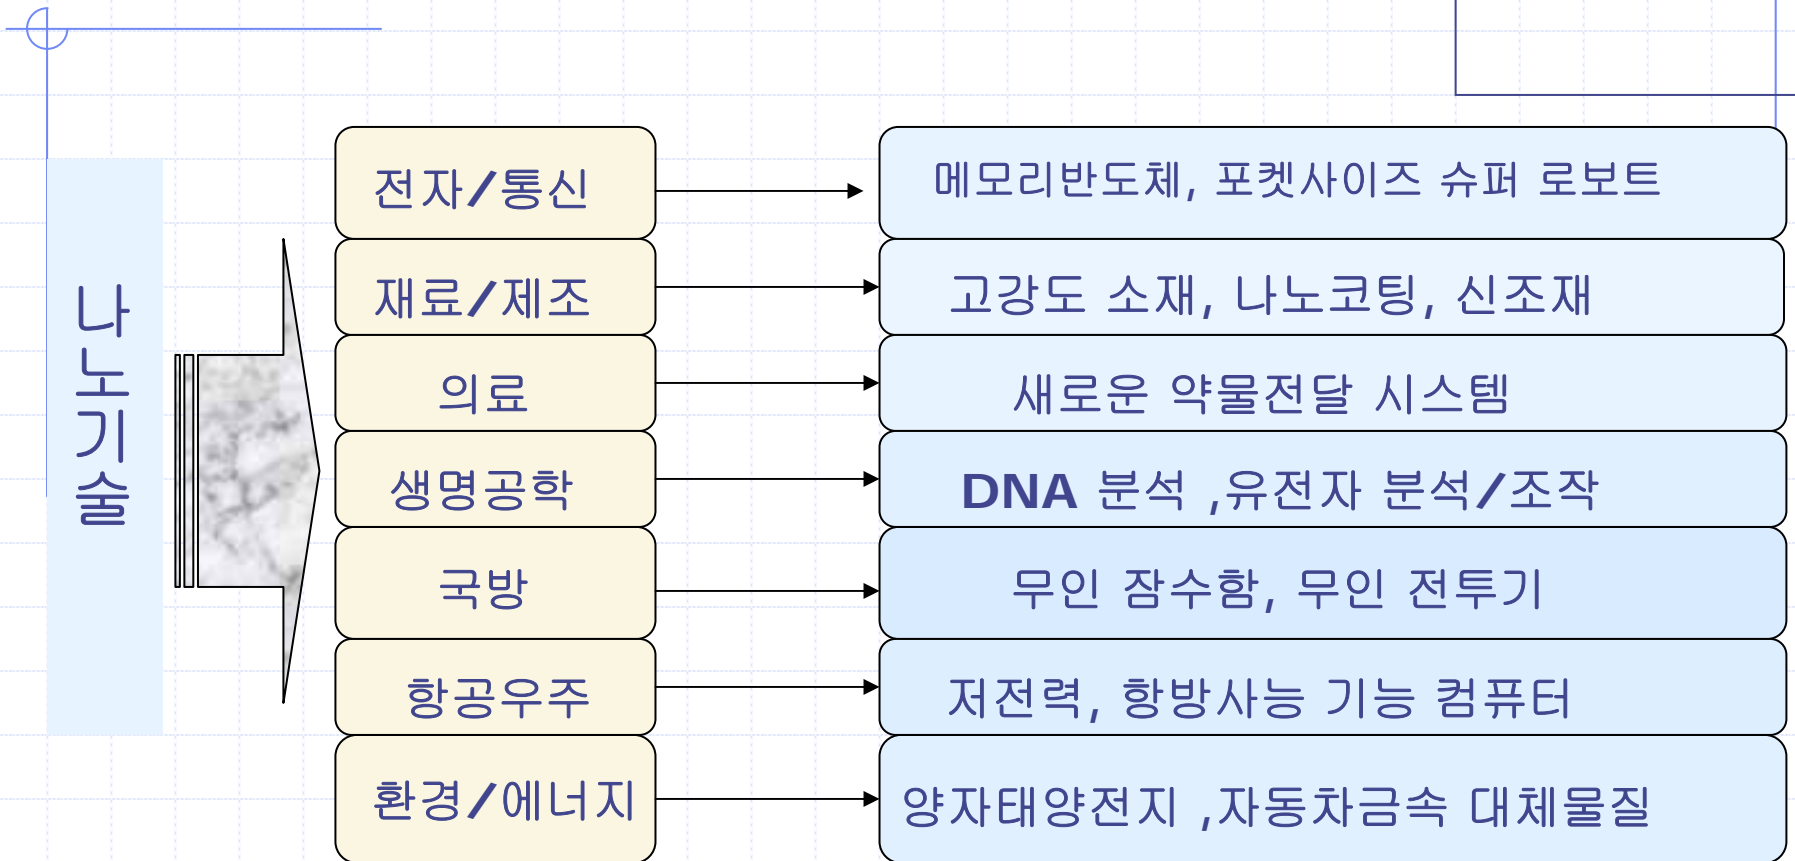 나노기술
전자/통신
메모리반도체, 포켓사이즈 슈퍼 로보트
재료/제조
고강도 소재, 나노코팅, 신조재
의료
새로운 약물전달 시스템
생명공학
DNA 분석 ,유전자 분석/조작
국방
무인 잠수함, 무인 전투기
항공우주
저전력, 항방사능 기능 컴퓨터
환경/에너지
양자태양전지 ,자동차금속 대체물질